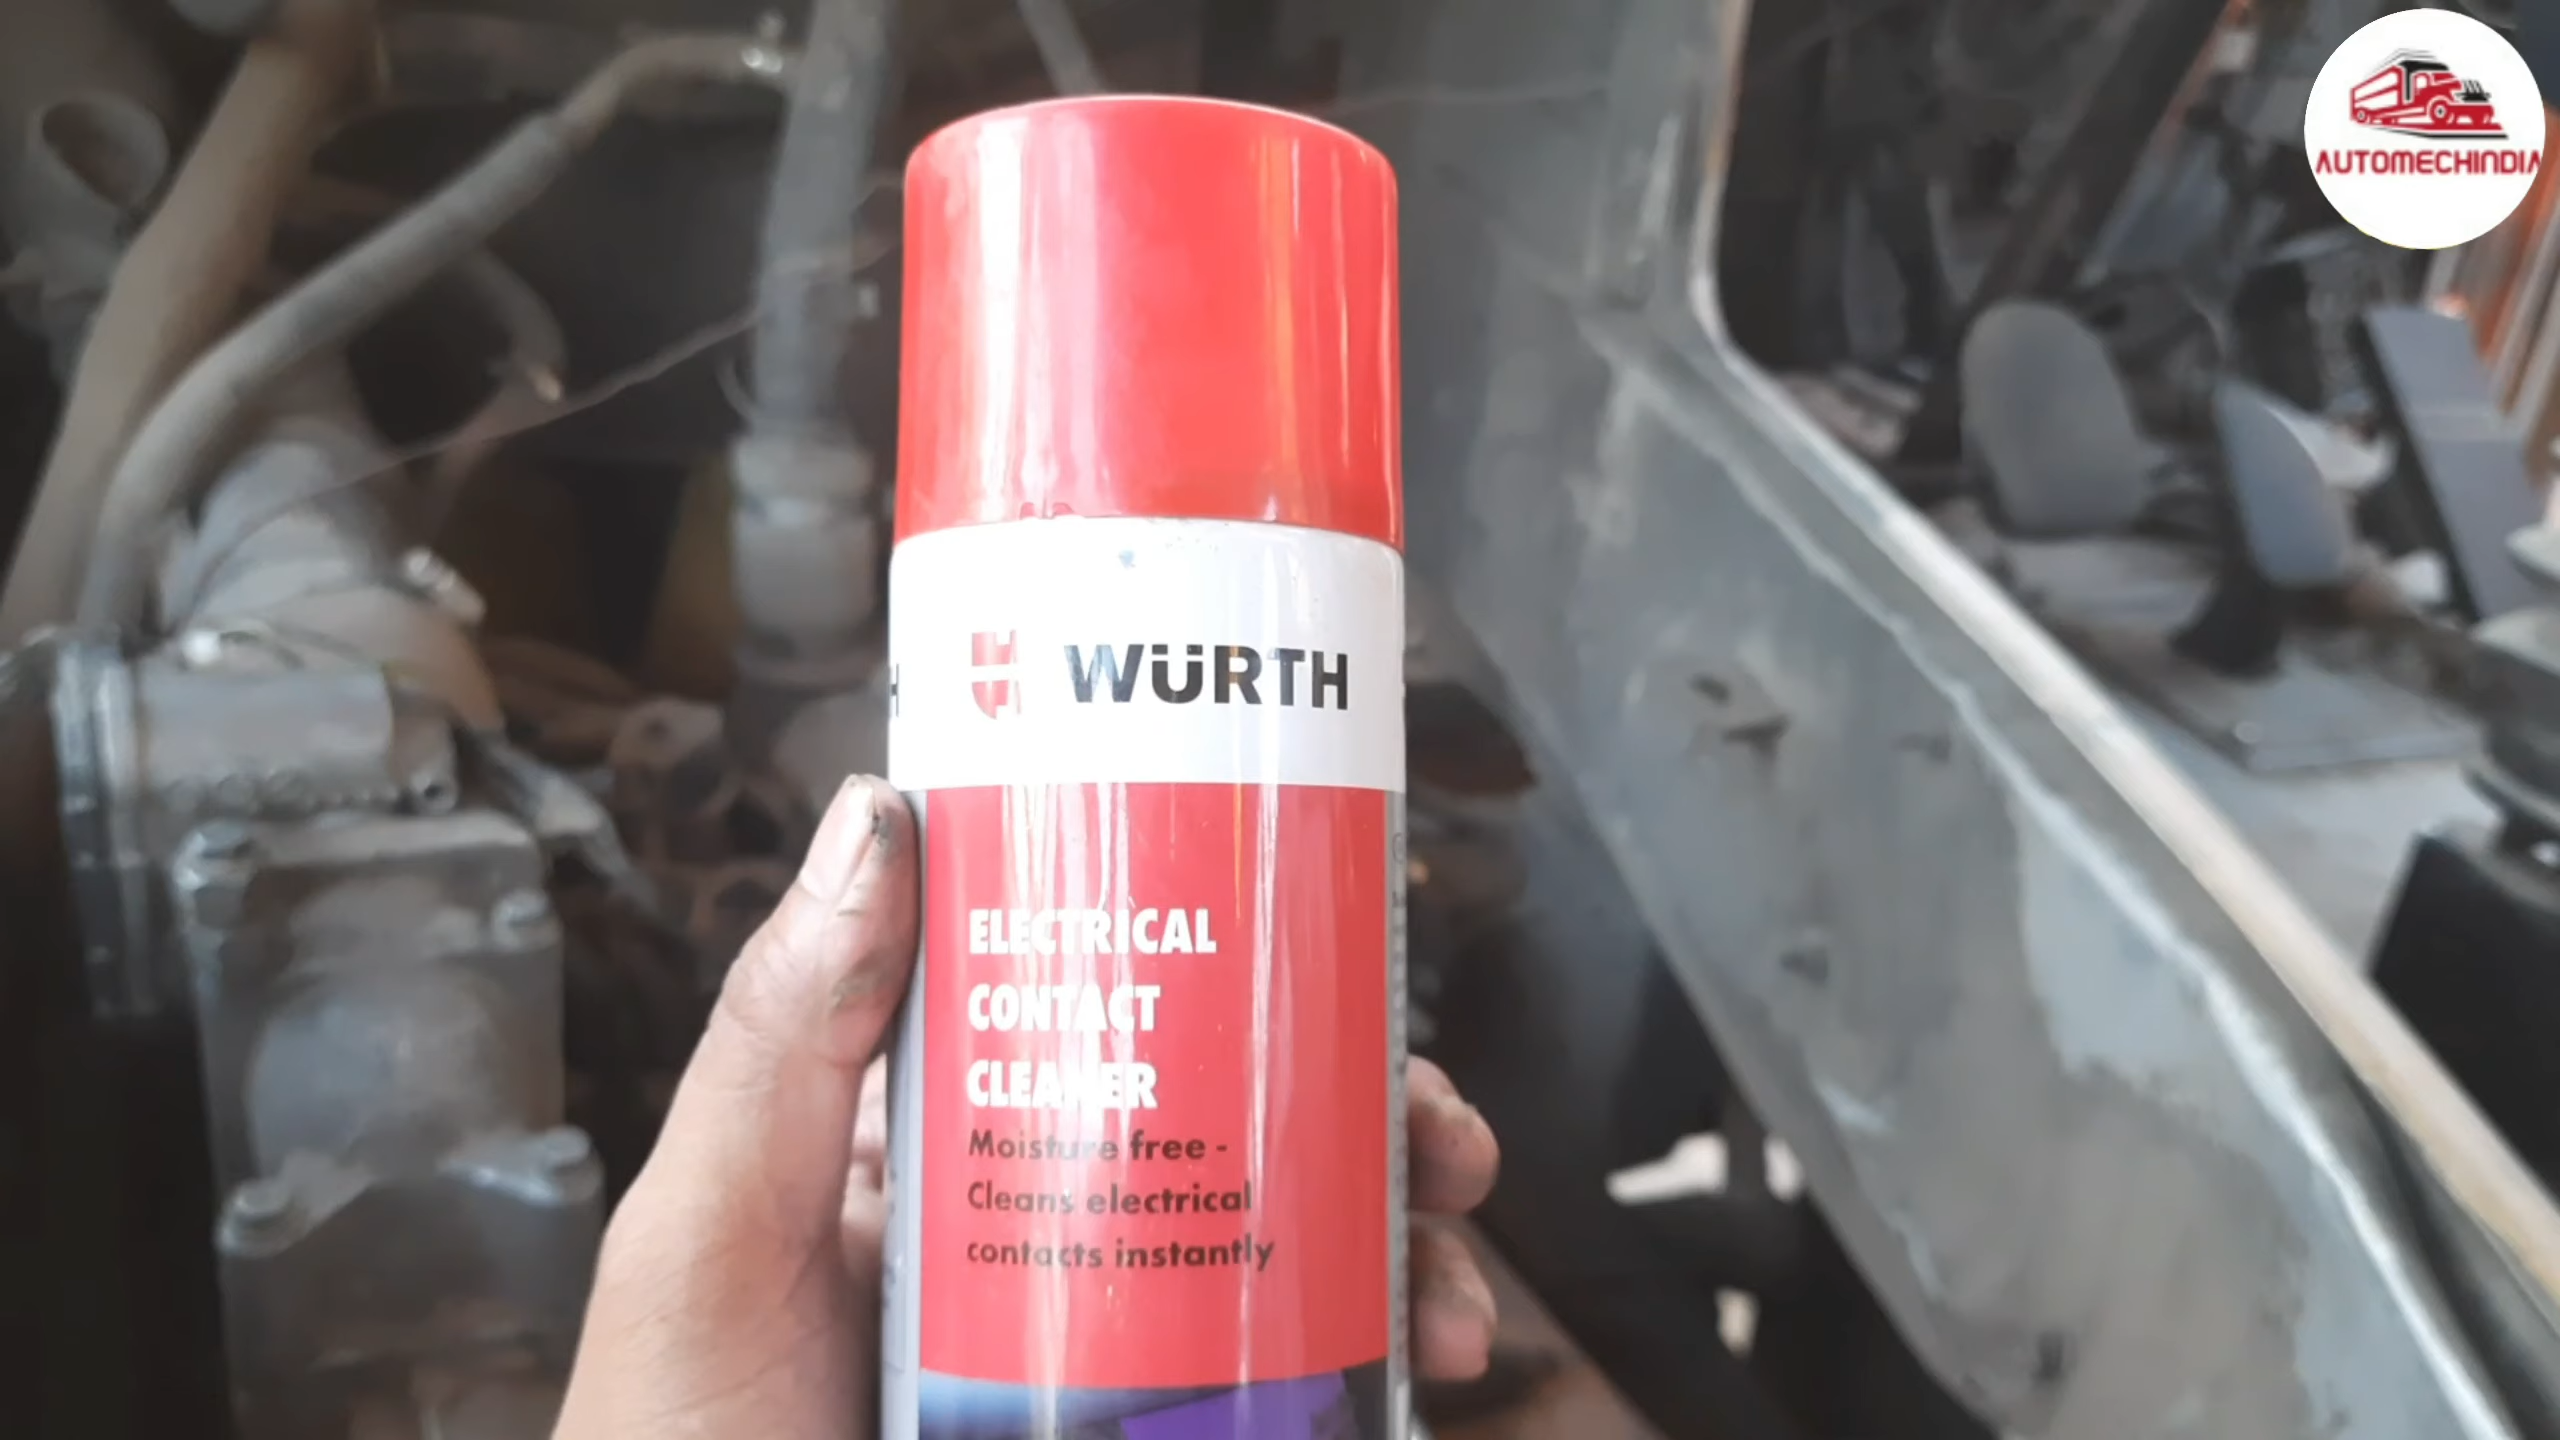 AUTOMECHINDIA
WÜRTH
ELECTRICAL
CONTACT
CLEANER
Moisture free -
Cleans electrical
contacts instantly